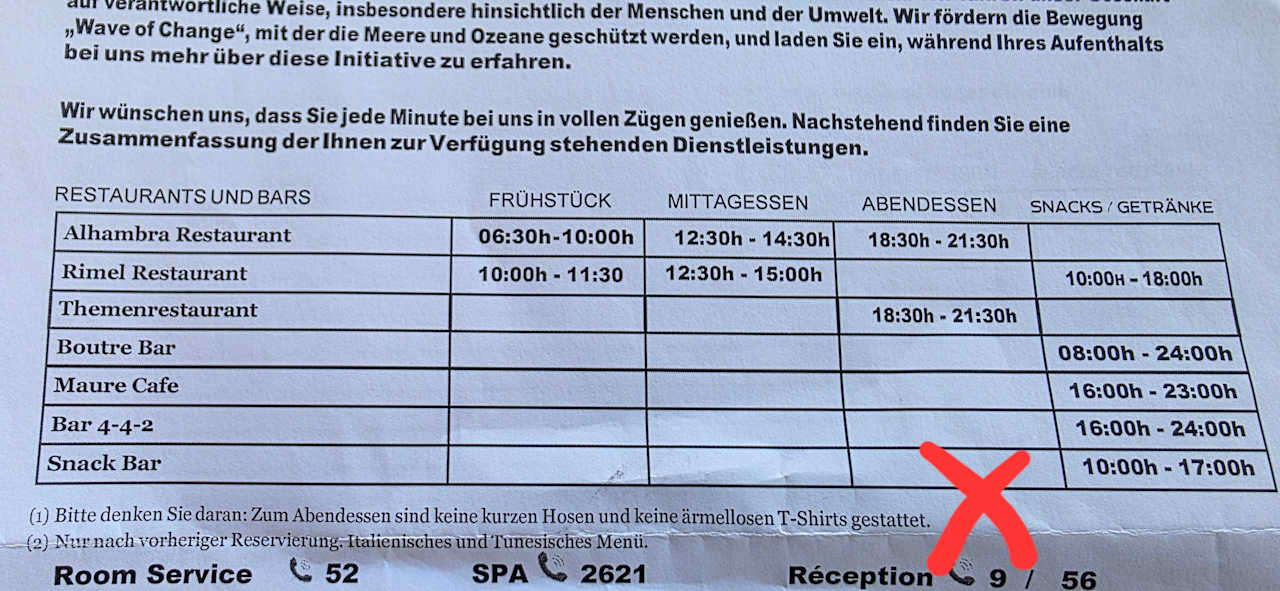 auf verantwortliche Weise, insbesondere hinsichtlich der Menschen und der Umwelt. Wir fördern die Bewegung
„Wave of Change“, mit der die Meere und Ozeane geschützt werden, und laden Sie ein, während Ihres Aufenthalts
bei uns mehr über diese Initiative zu erfahren.
Wir wünschen uns, dass Sie jede Minute bei uns in vollen Zügen genießen. Nachstehend finden Sie eine
Zusammenfassung der Ihnen zur Verfügung stehenden Dienstleistungen.
RESTAURANTS UND BARS FRÜHSTÜCK MITTAGESSEN ABENDESSEN SNACKS / GETRÄNKE
Alhambra Restaurant 06:30h-10:00h 12:30h - 14:30h 18:30h - 21:30h
Rimel Restaurant 10:00h - 11:30 12:30h - 15:00h 10:00H - 18:00h
Themenrestaurant 18:30h - 21:30h
Boutre Bar 08:00h - 24:00h
Maure Cafe 16:00h - 23:00h
Bar 4-4-2 16:00h - 24:00h
Snack Bar 10:00h - 17:00h
(1) Bitte denken Sie daran: Zum Abendessen sind keine kurzen Hosen und keine ärmellosen T-Shirts gestattet.
(2) Nur nach vorheriger Reservierung. Italienisches und Tunesisches Menü.
Room Service 52 SPA 2621 Réception 9 / 56